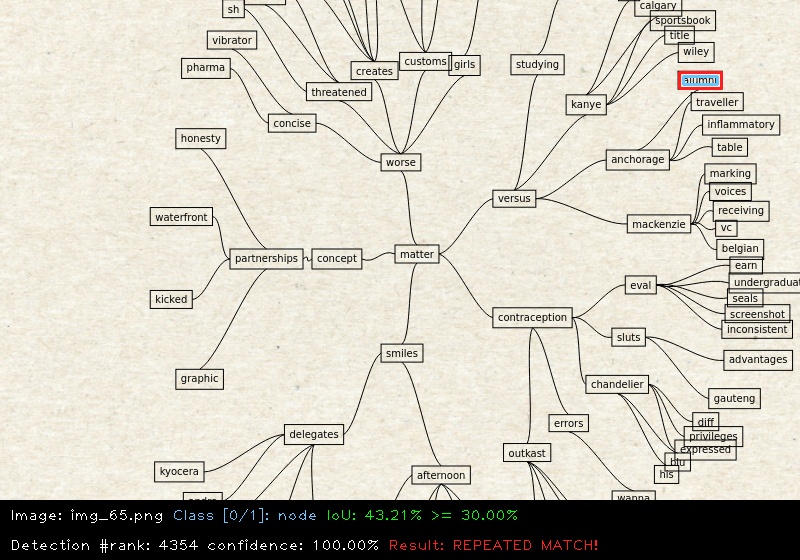 calgary
sh
sportsbook
title
vibrator
wiley
customs
girls
studying
pharma
creates
alumni
threatened
kanye
traveller
concise
inflammatory
honesty
table
worse
anchorage
marking
voices
versus
receiving
waterfront
mackenzie
vc
belgian
partnerships
concept
matter
earn
eval
undergraduat
kicked
seals
screenshot
contraception
inconsistent
sluts
smiles
advantages
graphic
chandelier
gauteng
diff
errors
delegates
privileges
expressed
outkast
blu
kyocera
afternoon
his
wanna
Image: img_65.png Class [0/1]: node IoU: 43.21% >= 30.00%
Detection #rank: 4354 confidence: 100.00% Result: REPEATED MATCH!